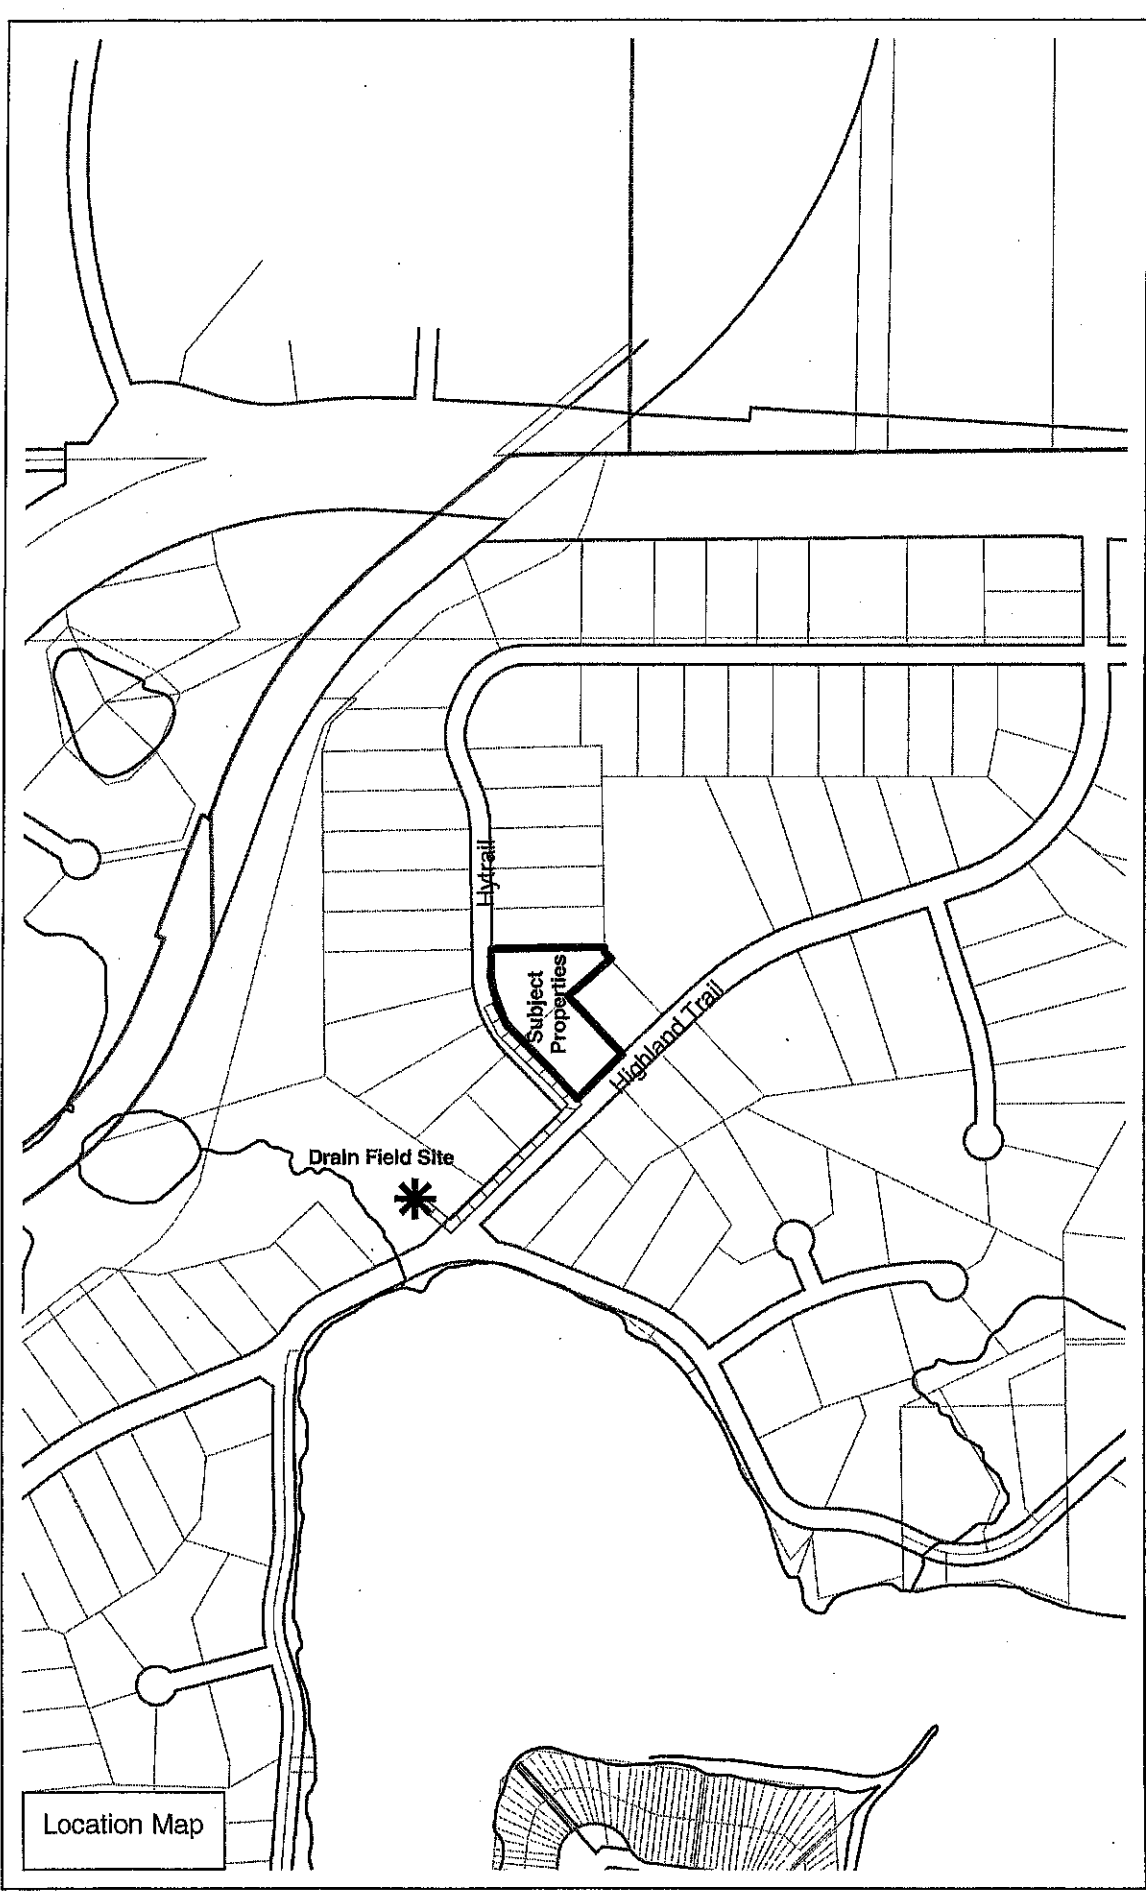 Hytrail
Subject
Properties
Highland Trail
Drain Field Site
Location Map